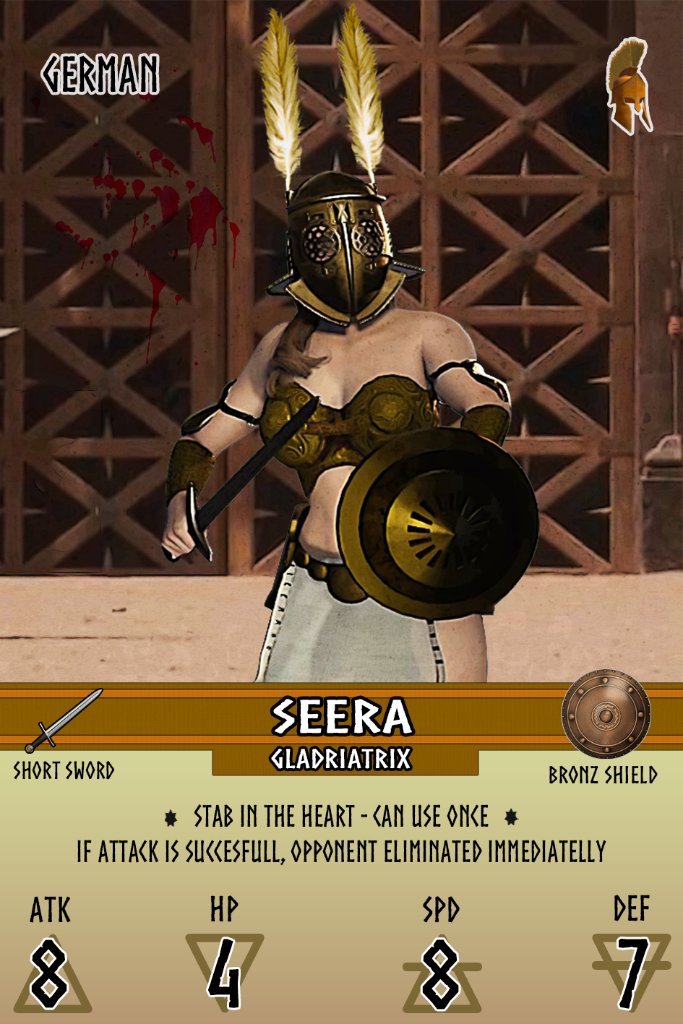 GERMAN
SEERA
GLADRIATRIX
SHORT SWORD
BRONZ SHIELD
STAB IN THE HEART - CAN USE ONCE
IF ATTACK IS SUCCESFULL, OPPONENT ELIMINATED IMMEDIATELLY
ATK HP SPD DEF
8 4 8 7